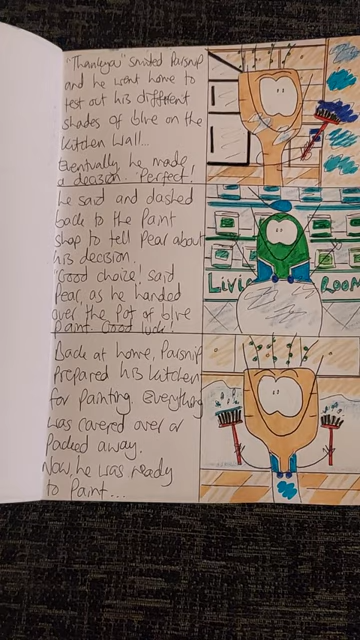 "Thankyou" smiled Parsnip
and he went home to
test out his different
shades of blue on the
kitchen wall...
Eventually he made
a decision. 'Perfect!'
he said and dashed
back to the Paint
shop to tell Pear about
his decision.
'Good choice' said
Pear, as he handed
over the Pot of blue
paint. Good luck!
LIVING ROOM
Back at home, Parsnip
prepared his kitchen
for painting. Everything
was covered over or
Packed away.
Now he was ready
to Paint...